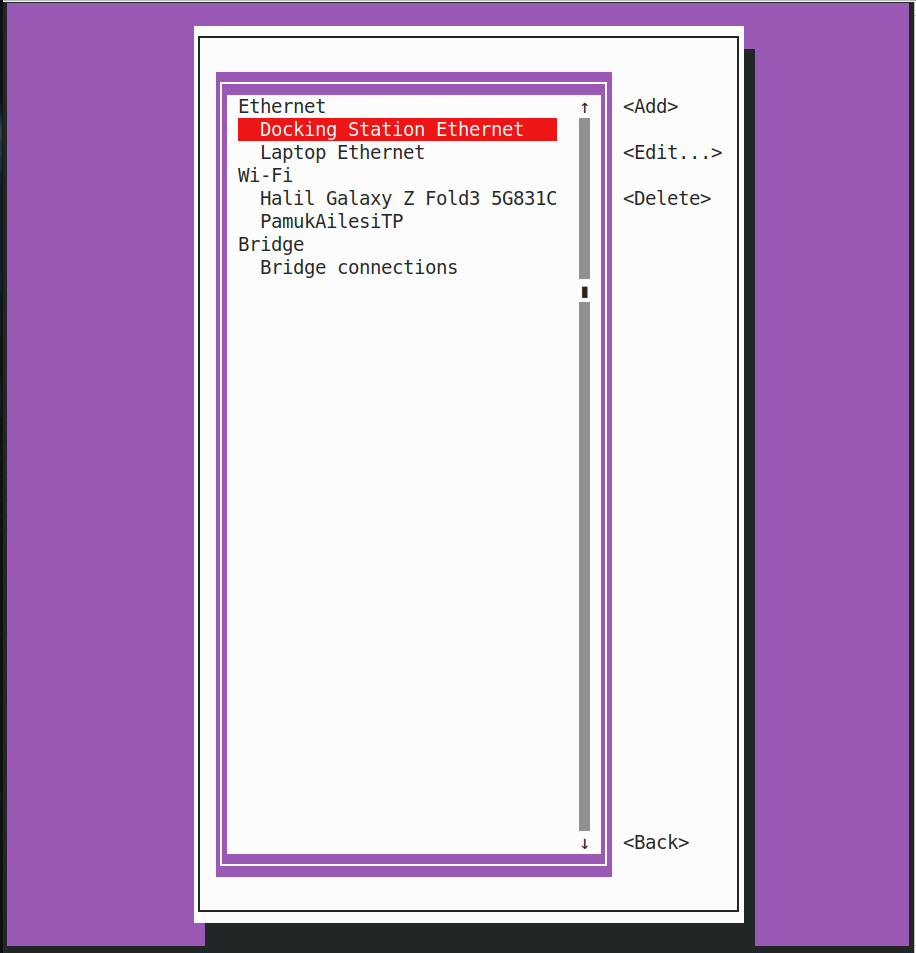 Ethernet ↑ <Add>
Docking Station Ethernet
Laptop Ethernet <Edit...>
Wi-Fi
Halil Galaxy Z Fold3 5G831C <Delete>
PamukAilesiTP
Bridge
Bridge connections
↓ <Back>